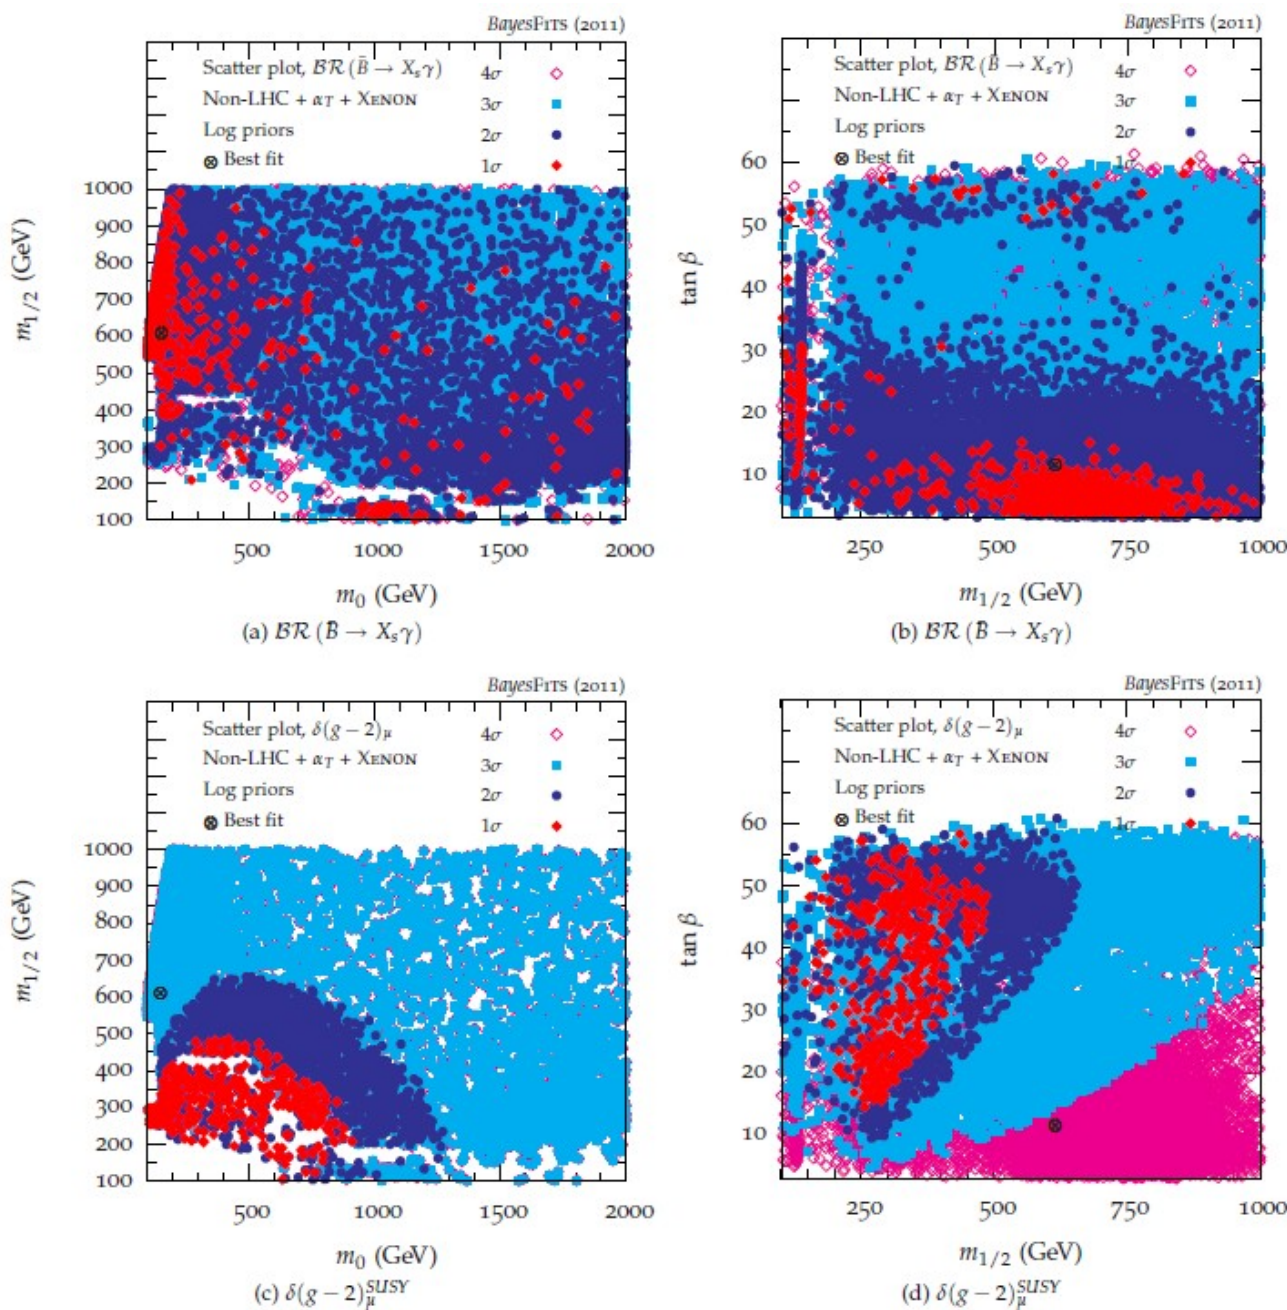 BayesFITS (2011)
Scatter plot, BR (B̄ → X_sγ) 4σ
Non-LHC + α_T + XENON 3σ
Log priors 2σ
⊗ Best fit 1σ
1000
900
800
700
600
500
400
300
200
100
m_{1/2} (GeV)
500 1000 1500 2000
m_0 (GeV)
(a) BR (B̄ → X_sγ)
BayesFITS (2011)
Scatter plot, BR (B̄ → X_sγ) 4σ
Non-LHC + α_T + XENON 3σ
Log priors 2σ
⊗ Best fit 1σ
60
50
40
30
20
10
tan β
250 500 750 1000
m_{1/2} (GeV)
(b) BR (B̄ → X_sγ)
BayesFITS (2011)
Scatter plot, δ(g − 2)_μ 4σ
Non-LHC + α_T + XENON 3σ
Log priors 2σ
⊗ Best fit 1σ
1000
900
800
700
600
500
400
300
200
100
m_{1/2} (GeV)
500 1000 1500 2000
m_0 (GeV)
(c) δ(g − 2)_μ^{SUSY}
BayesFITS (2011)
Scatter plot, δ(g − 2)_μ 4σ
Non-LHC + α_T + XENON 3σ
Log priors 2σ
⊗ Best fit 1σ
60
50
40
30
20
10
tan β
250 500 750 1000
m_{1/2} (GeV)
(d) δ(g − 2)_μ^{SUSY}